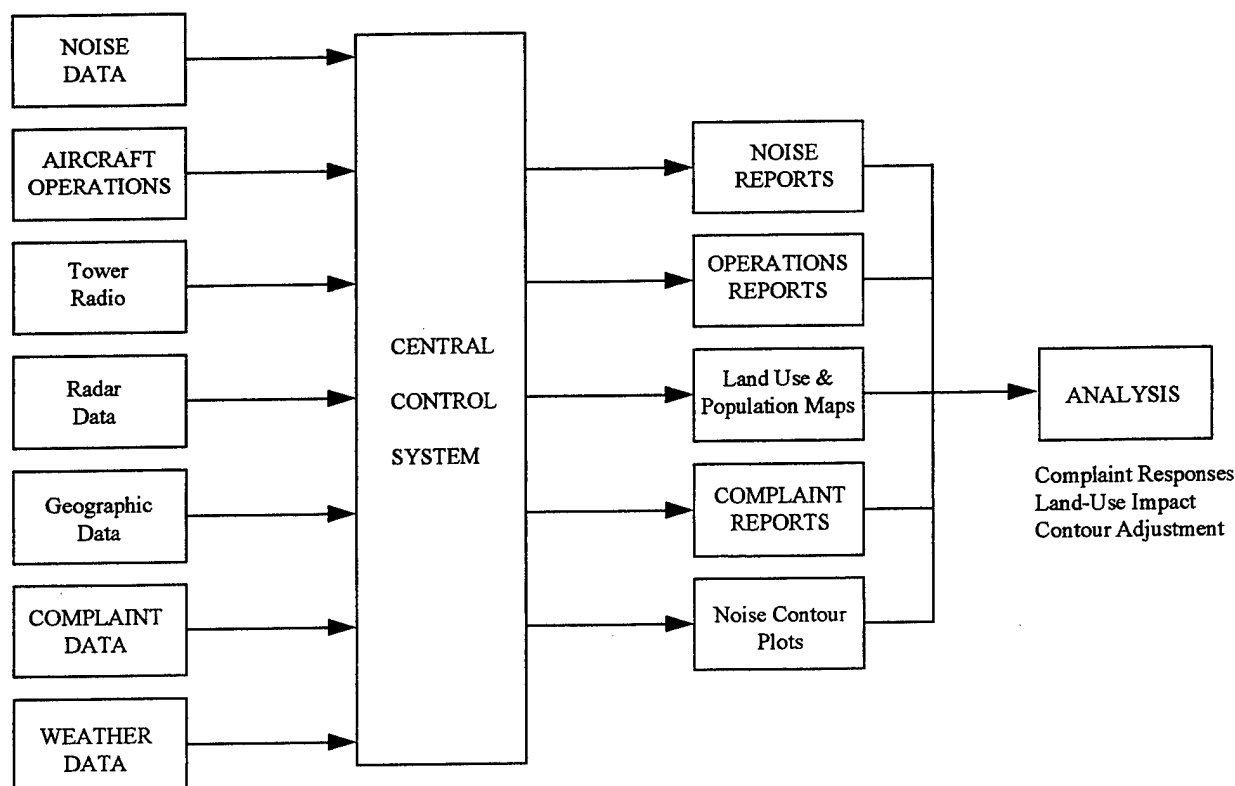 NOISE
DATA
AIRCRAFT
OPERATIONS
Tower
Radio
Radar
Data
Geographic
Data
COMPLAINT
DATA
WEATHER
DATA
CENTRAL
CONTROL
SYSTEM
NOISE
REPORTS
OPERATIONS
REPORTS
Land Use &
Population Maps
COMPLAINT
REPORTS
Noise Contour
Plots
ANALYSIS
Complaint Responses
Land-Use Impact
Contour Adjustment